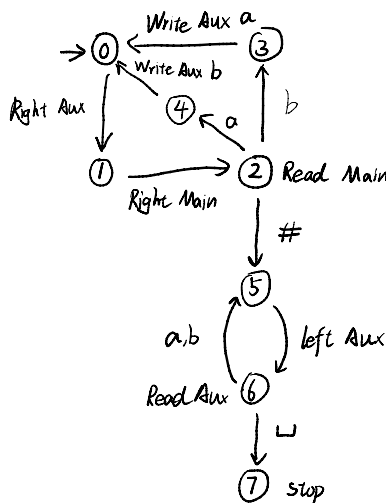 Write Aux a
0
3
Write Aux b
Right Aux
4
a
b
1
2 Read Main
Right Main
#
5
a,b
left Aux
Read Aux 6
⊔
7 stop